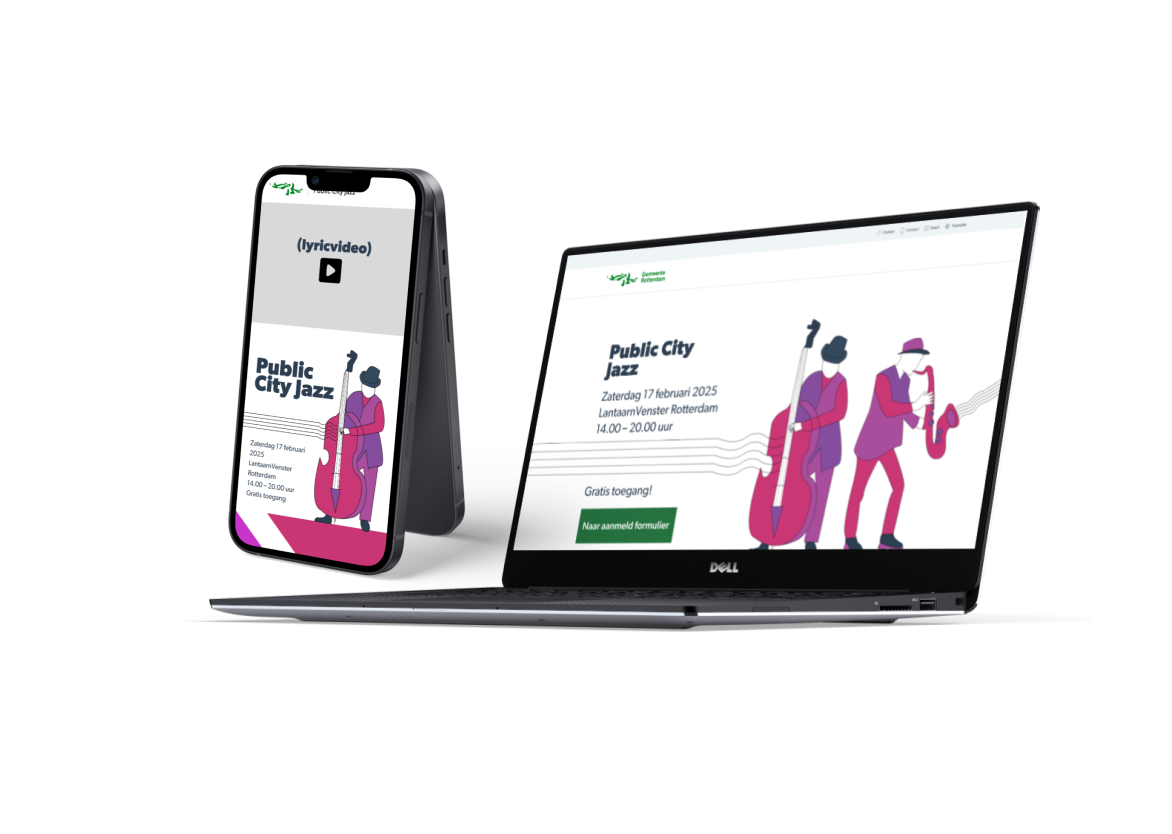 Public City Jazz
(lyricvideo)
Public
City Jazz
Zaterdag 17 februari
2025
LantaarnVenster
Rotterdam
14.00 – 20.00 uur
Gratis toegang
Zoeken Contact Inlaat Translate
Gemeente
Rotterdam
Public City
Jazz
Zaterdag 17 februari 2025
LantaarnVenster Rotterdam
14.00 – 20.00 uur
Gratis toegang!
Naar aanmeld formulier
DELL